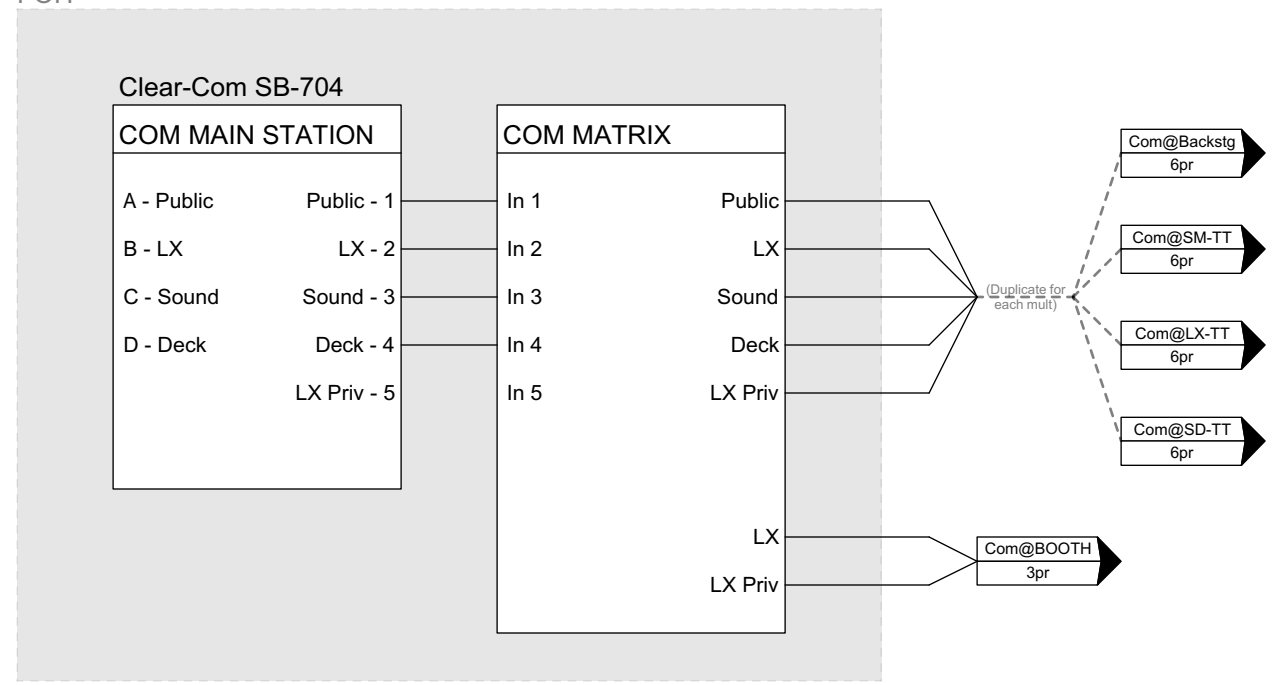 Clear-Com SB-704
COM MAIN STATION
A - Public Public - 1
B - LX LX - 2
C - Sound Sound - 3
D - Deck Deck - 4
LX Priv - 5
COM MATRIX
In 1 Public
In 2 LX
In 3 Sound
In 4 Deck
In 5 LX Priv
LX
LX Priv
(Duplicate for
each mult)
Com@Backstg
6pr
Com@SM-TT
6pr
Com@LX-TT
6pr
Com@SD-TT
6pr
Com@BOOTH
3pr